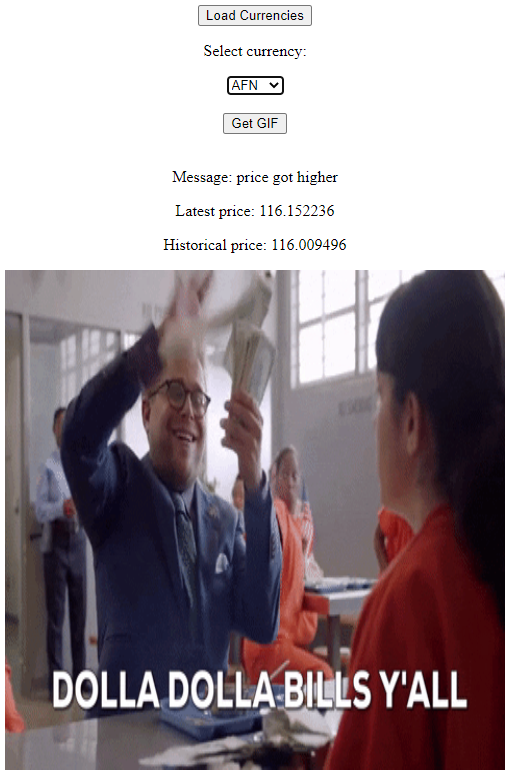 Load Currencies
Select currency:
AFN
Get GIF
Message: price got higher
Latest price: 116.152236
Historical price: 116.009496
DOLLA DOLLA BILLS Y'ALL